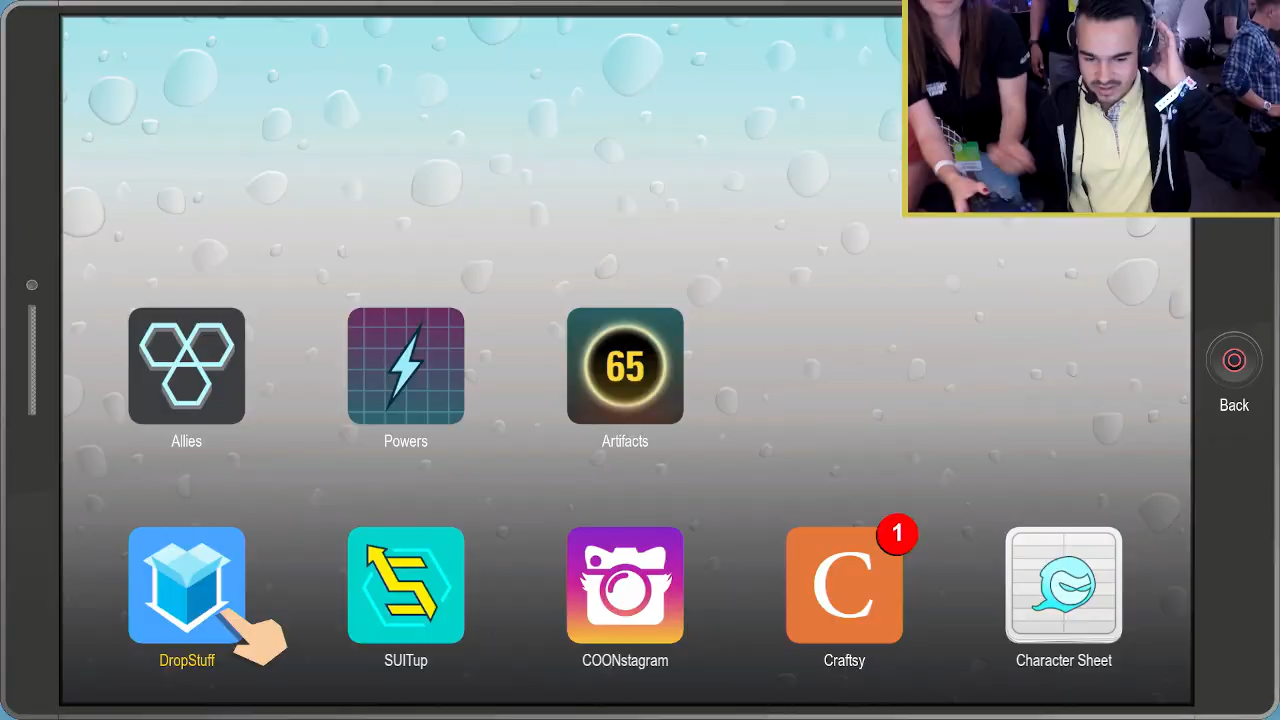 65
Allies
Powers
Artifacts
Back
1
C
DropStuff
SUITup
COONstagram
Craftsy
Character Sheet